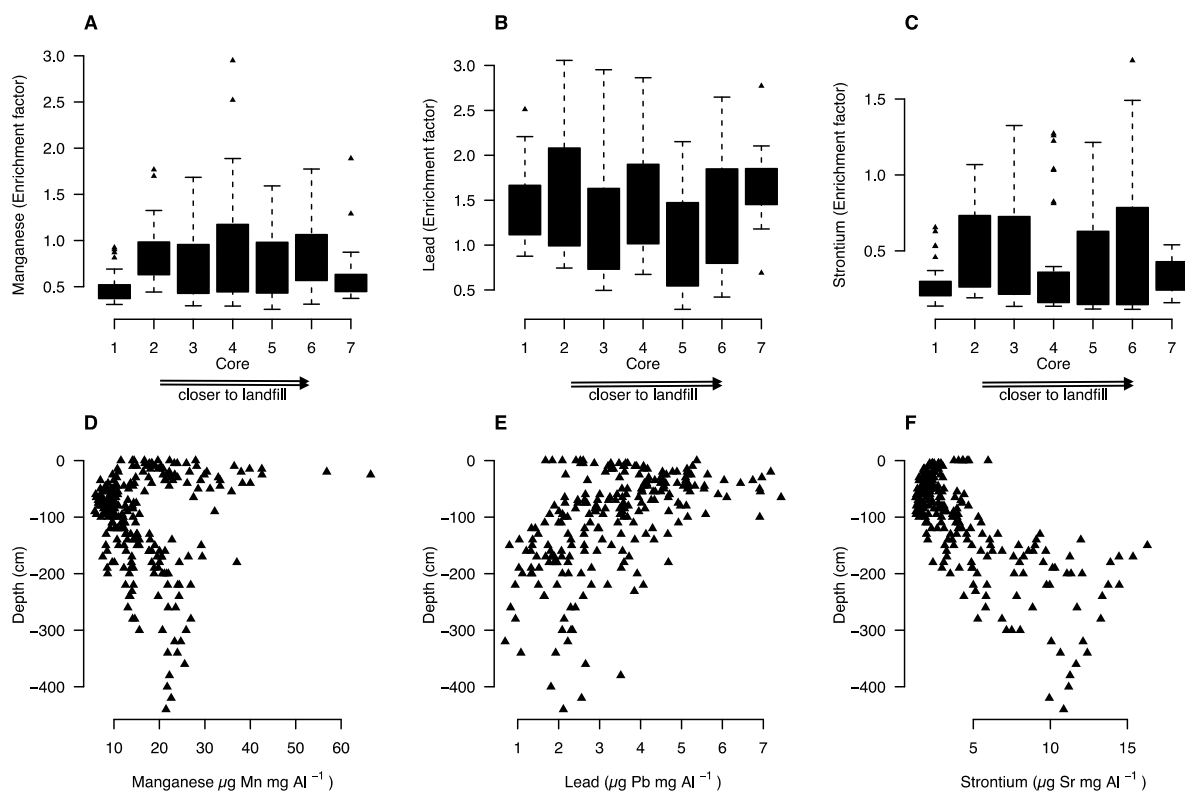 A
B
C
Manganese (Enrichment factor)
3.0
2.5
2.0
1.5
1.0
0.5
1 2 3 4 5 6 7
Core
closer to landfill
Lead (Enrichment factor)
3.0
2.5
2.0
1.5
1.0
0.5
1 2 3 4 5 6 7
Core
closer to landfill
Strontium (Enrichment factor)
1.5
1.0
0.5
1 2 3 4 5 6 7
Core
closer to landfill
D
E
F
Depth (cm)
0
−100
−200
−300
−400
10 20 30 40 50 60
Manganese µg Mn mg Al ⁻¹ )
Depth (cm)
0
−100
−200
−300
−400
1 2 3 4 5 6 7
Lead (µg Pb mg Al ⁻¹ )
Depth (cm)
0
−100
−200
−300
−400
5 10 15
Strontium (µg Sr mg Al ⁻¹ )